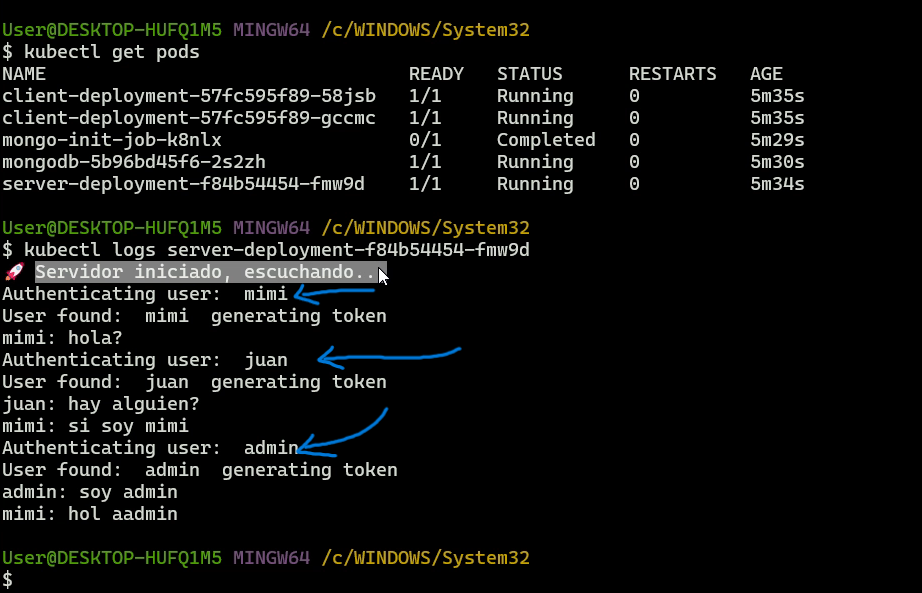 User@DESKTOP-HUFQ1M5 MINGW64 /c/WINDOWS/System32
$ kubectl get pods
NAME READY STATUS RESTARTS AGE
client-deployment-57fc595f89-58jsb 1/1 Running 0 5m35s
client-deployment-57fc595f89-gccmc 1/1 Running 0 5m35s
mongo-init-job-k8nlx 0/1 Completed 0 5m29s
mongodb-5b96bd45f6-2s2zh 1/1 Running 0 5m30s
server-deployment-f84b54454-fmw9d 1/1 Running 0 5m34s
User@DESKTOP-HUFQ1M5 MINGW64 /c/WINDOWS/System32
$ kubectl logs server-deployment-f84b54454-fmw9d
🚀 Servidor iniciado, escuchando...
Authenticating user:  mimi
User found:  mimi  generating token
mimi: hola?
Authenticating user:  juan
User found:  juan  generating token
juan: hay alguien?
mimi: si soy mimi
Authenticating user:  admin
User found:  admin  generating token
admin: soy admin
mimi: hol aadmin
User@DESKTOP-HUFQ1M5 MINGW64 /c/WINDOWS/System32
$